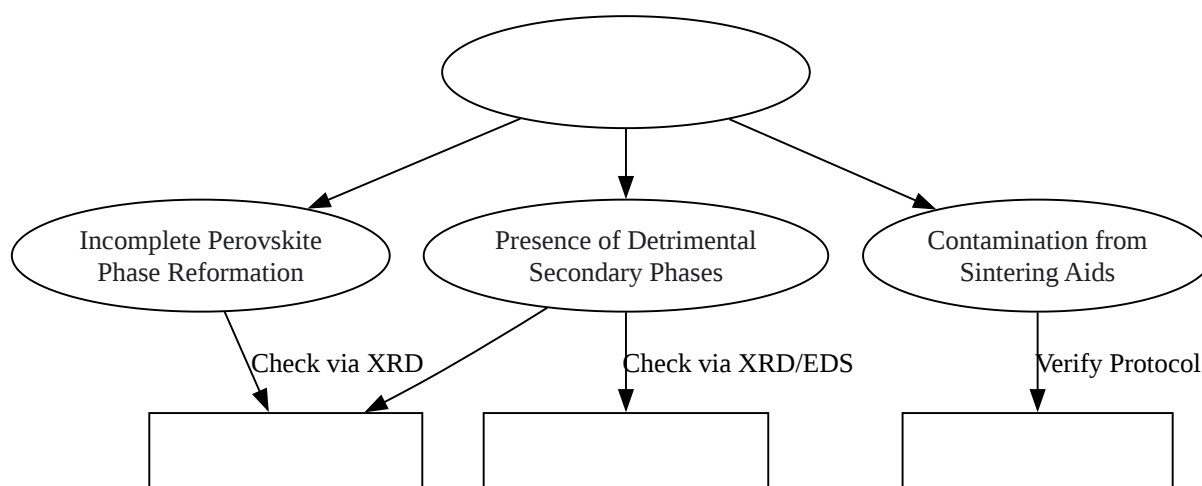 Incomplete Perovskite
Phase Reformation
Presence of Detrimental
Secondary Phases
Contamination from
Sintering Aids
Check via XRD
Check via XRD/EDS
Verify Protocol